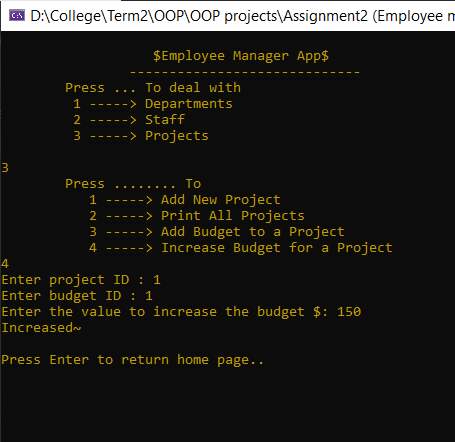 D:\College\Term2\OOP\OOP projects\Assignment2 (Employee m
$Employee Manager App$
-----------------------------
Press ... To deal with
1 -----> Departments
2 -----> Staff
3 -----> Projects
3
Press ........ To
1 -----> Add New Project
2 -----> Print All Projects
3 -----> Add Budget to a Project
4 -----> Increase Budget for a Project
4
Enter project ID : 1
Enter budget ID : 1
Enter the value to increase the budget $: 150
Increased~
Press Enter to return home page..